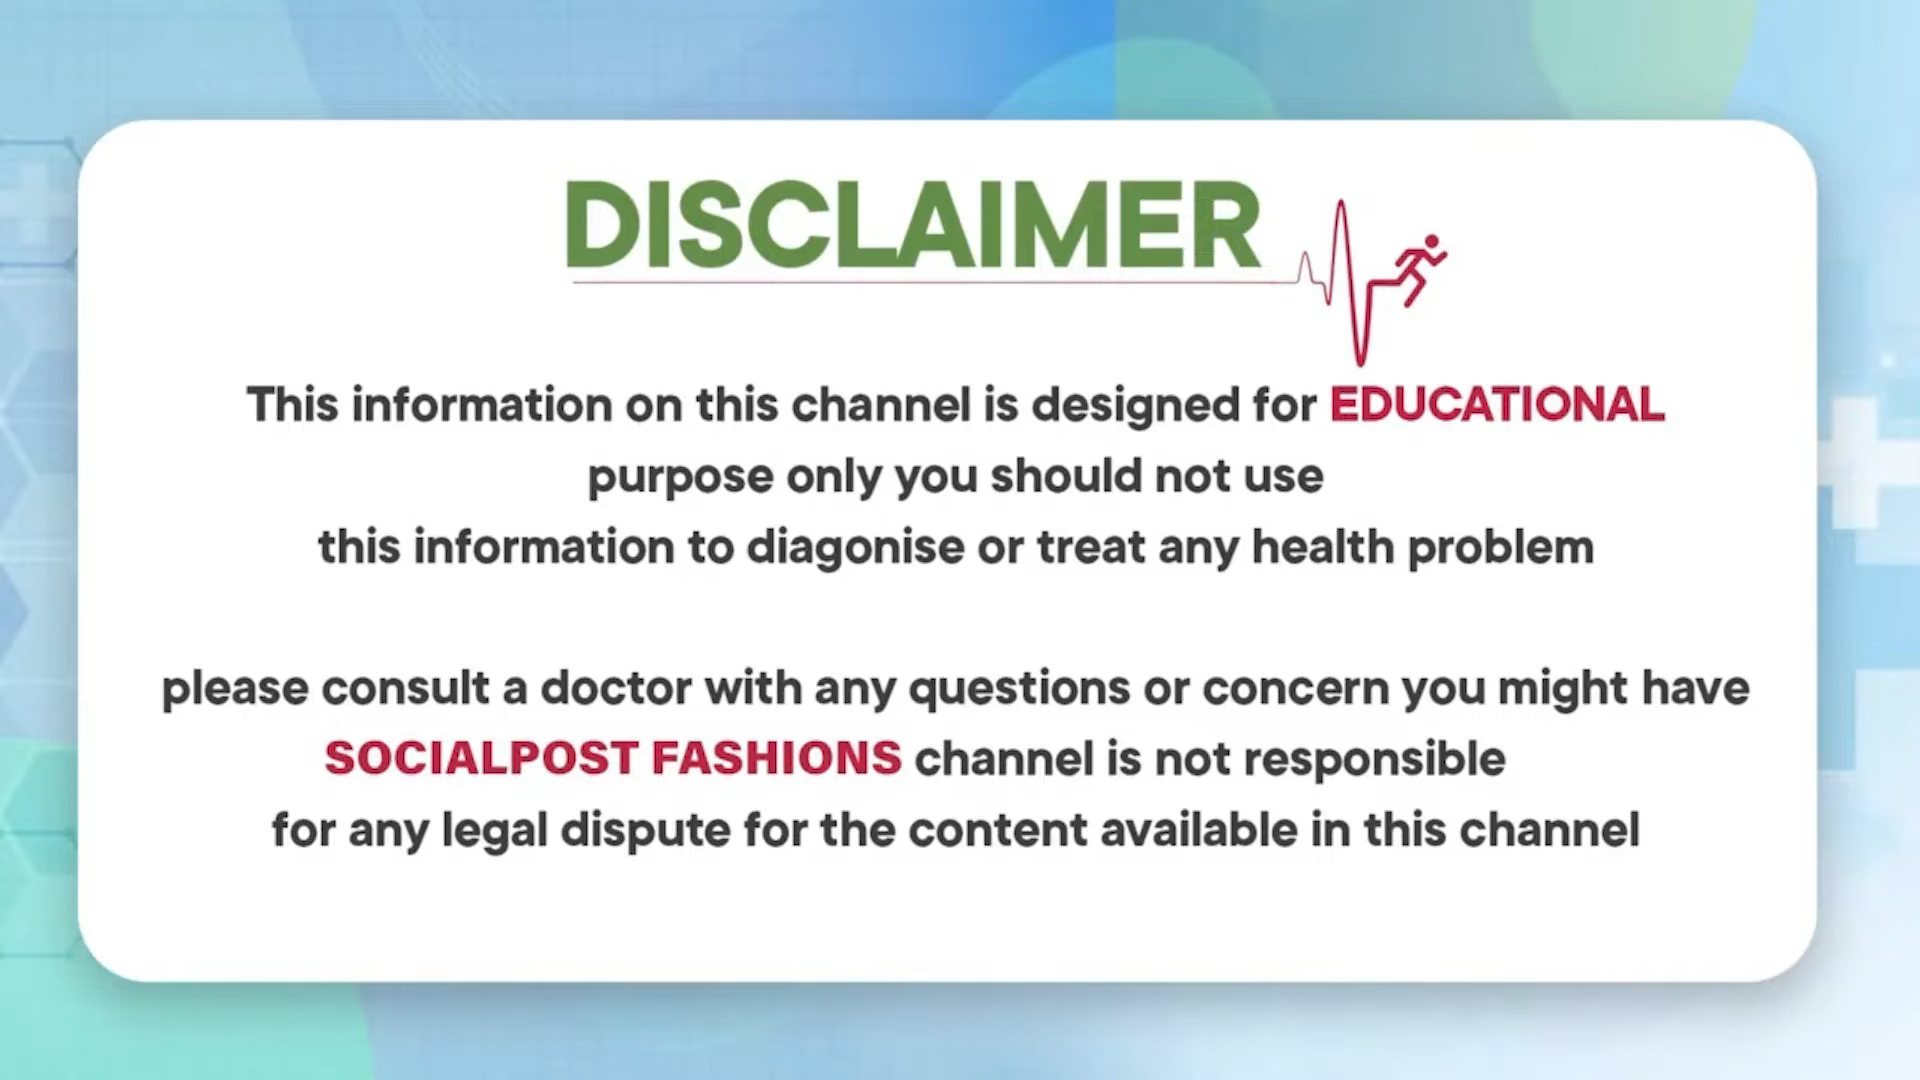 DISCLAIMER
This information on this channel is designed for EDUCATIONAL
purpose only you should not use
this information to diagonise or treat any health problem
please consult a doctor with any questions or concern you might have
SOCIALPOST FASHIONS channel is not responsible
for any legal dispute for the content available in this channel